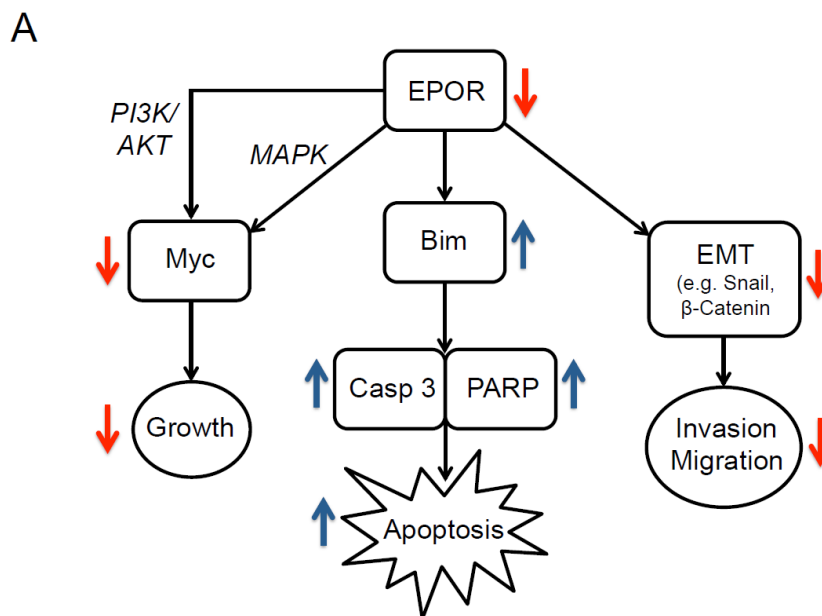 A
EPOR
PI3K/
AKT
MAPK
Myc
Bim
EMT
(e.g. Snail,
β-Catenin
Casp 3
PARP
Growth
Invasion
Migration
Apoptosis